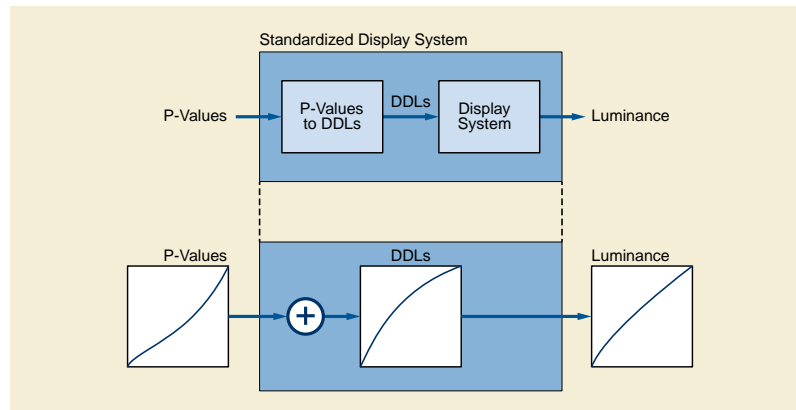 Standardized Display System
P-Values
P-Values
to DDLs
DDLs
Display
System
Luminance
P-Values
DDLs
Luminance